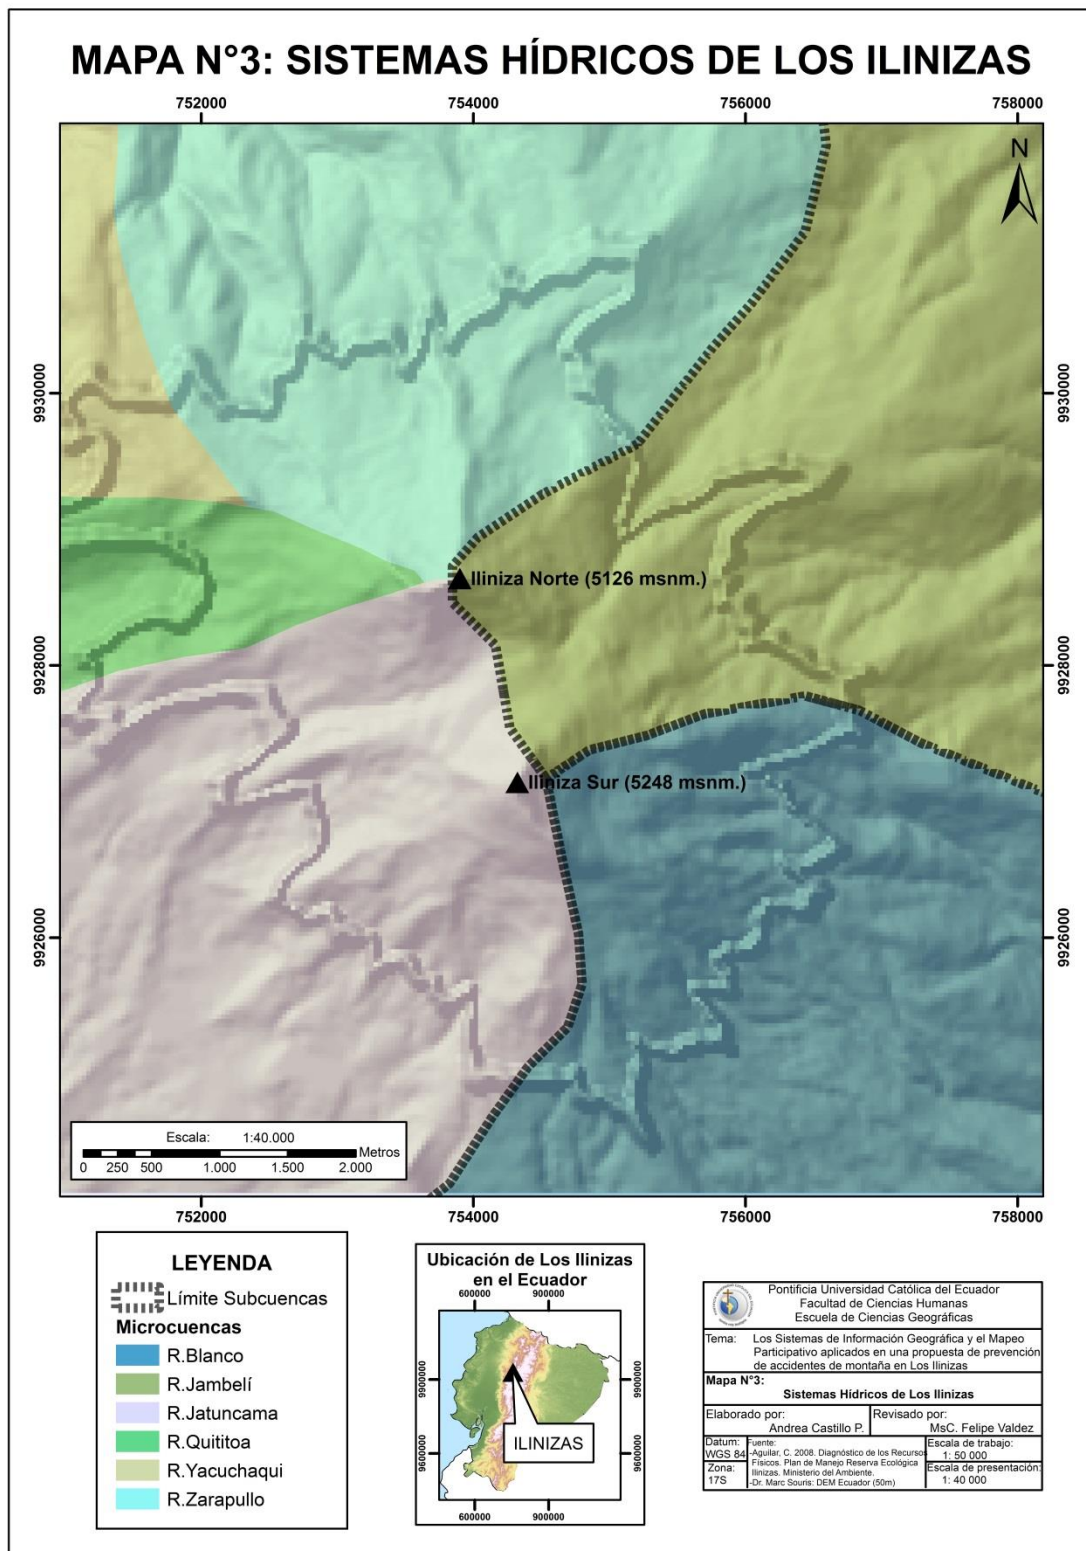 MAPA N°3: SISTEMAS HÍDRICOS DE LOS ILINIZAS
752000 754000 756000 758000
N
9930000 9930000
Iliniza Norte (5126 msnm.)
9928000 9928000
Iliniza Sur (5248 msnm.)
9926000 9926000
Escala: 1:40.000
Metros
0 250 500 1.000 1.500 2.000
752000 754000 756000 758000
LEYENDA
Límite Subcuencas
Microcuencas
R.Blanco
R.Jambelí
R.Jatuncama
R.Quititoa
R.Yacuchaqui
R.Zarapullo
Ubicación de Los Ilinizas
en el Ecuador
600000 900000
9900000 9900000
ILINIZAS
9600000 9600000
600000 900000
Pontificia Universidad Católica del Ecuador
Facultad de Ciencias Humanas
Escuela de Ciencias Geográficas
Tema: Los Sistemas de Información Geográfica y el Mapeo
Participativo aplicados en una propuesta de prevención
de accidentes de montaña en Los Ilinizas
Mapa N°3:
Sistemas Hídricos de Los Ilinizas
Elaborado por:
Andrea Castillo P.
Revisado por:
MsC. Felipe Valdez
Datum:
WGS 84
Zona:
17S
Fuente:
-Aguilar, C. 2008. Diagnóstico de los Recursos
Físicos. Plan de Manejo Reserva Ecológica
Ilinizas. Ministerio del Ambiente.
-Dr. Marc Souris: DEM Ecuador (50m)
Escala de trabajo:
1: 50 000
Escala de presentación:
1: 40 000